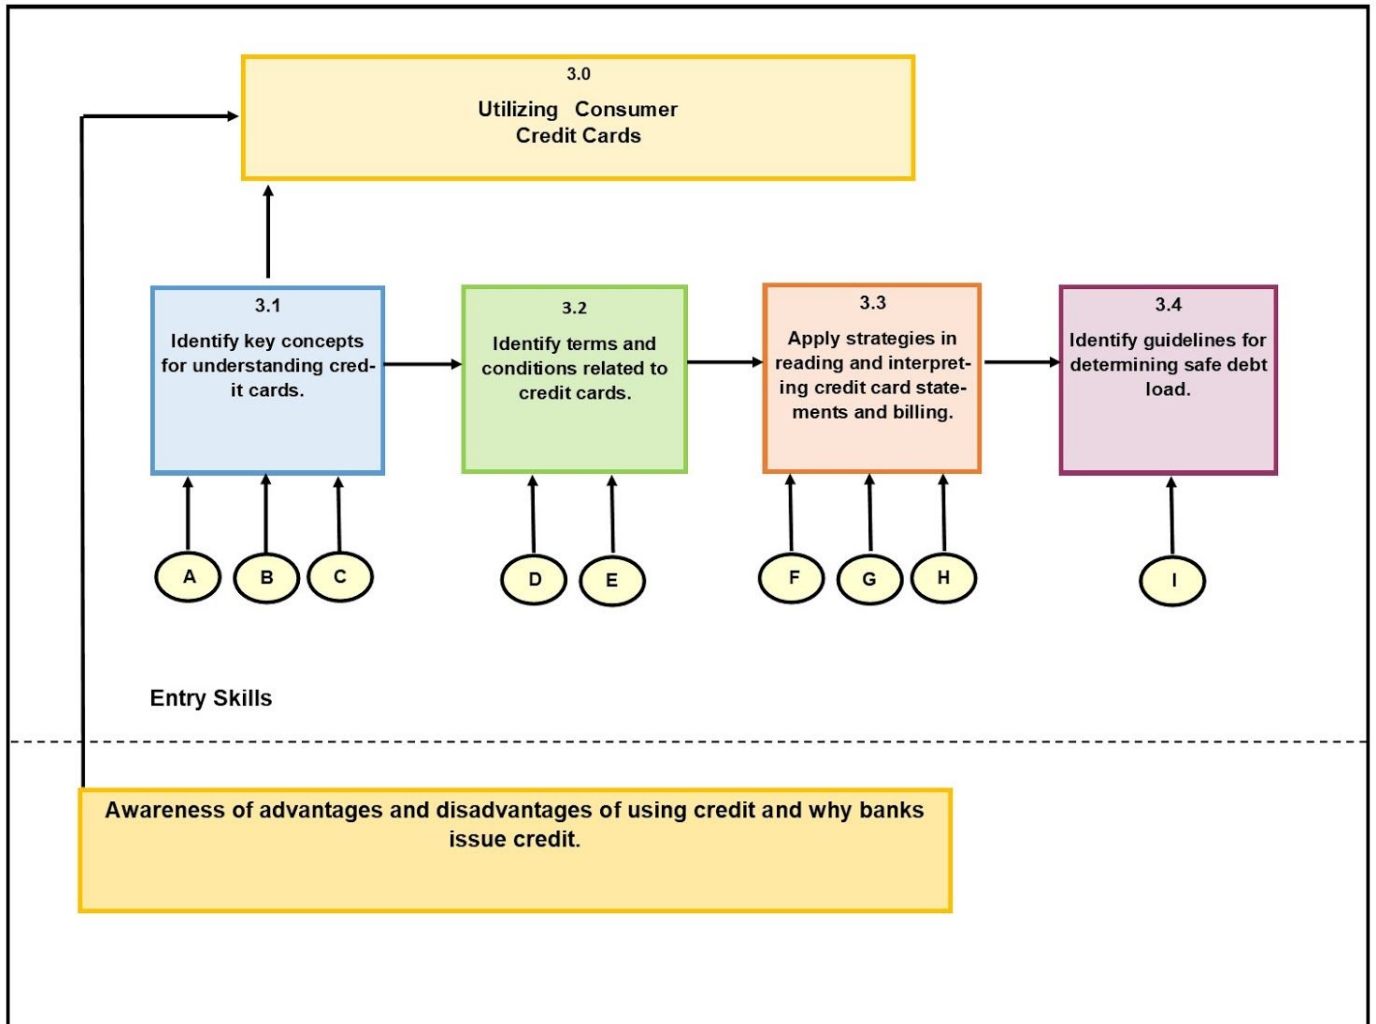 3.0
Utilizing Consumer
Credit Cards
3.1
Identify key concepts
for understanding cred-
it cards.
3.2
Identify terms and
conditions related to
credit cards.
3.3
Apply strategies in
reading and interpret-
ing credit card state-
ments and billing.
3.4
Identify guidelines for
determining safe debt
load.
A
B
C
D
E
F
G
H
I
Entry Skills
Awareness of advantages and disadvantages of using credit and why banks
issue credit.